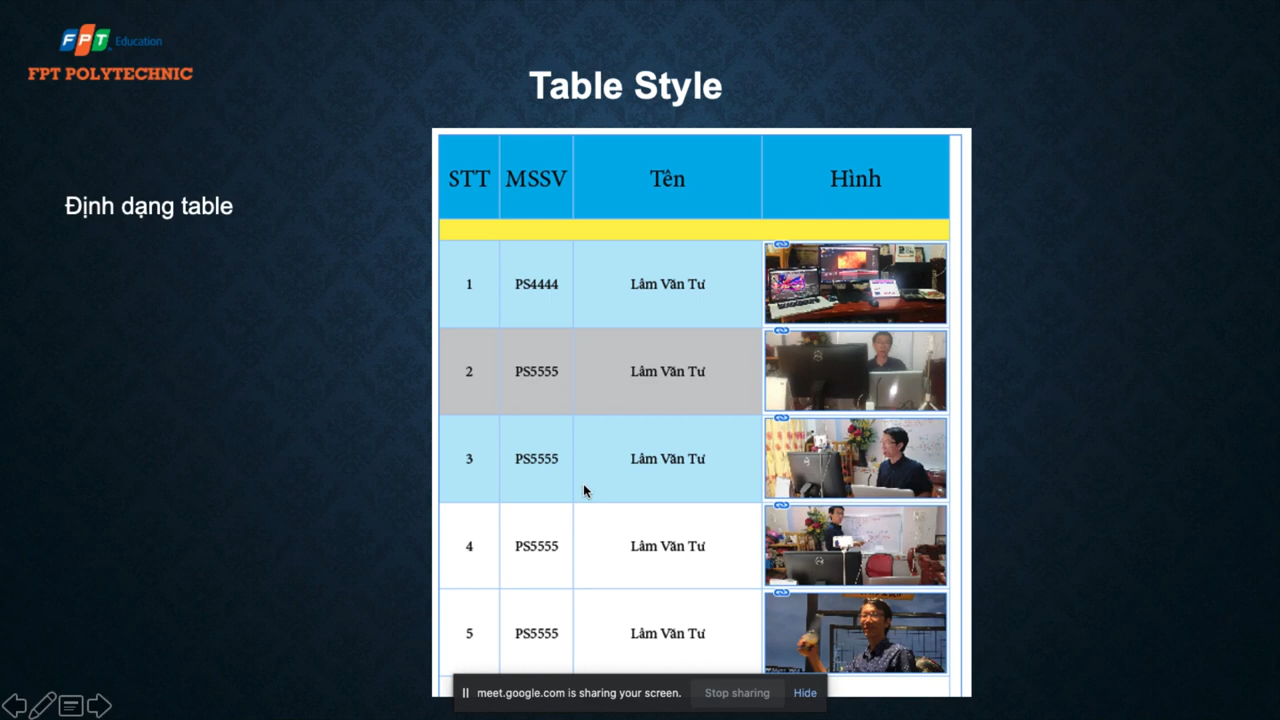 FPT Education
FPT POLYTECHNIC
Table Style
Định dạng table
STT MSSV Tên Hình
1 PS4444 Lâm Văn Tư
2 PS5555 Lâm Văn Tư
3 PS5555 Lâm Văn Tư
4 PS5555 Lâm Văn Tư
5 PS5555 Lâm Văn Tư
meet.google.com is sharing your screen. Stop sharing Hide